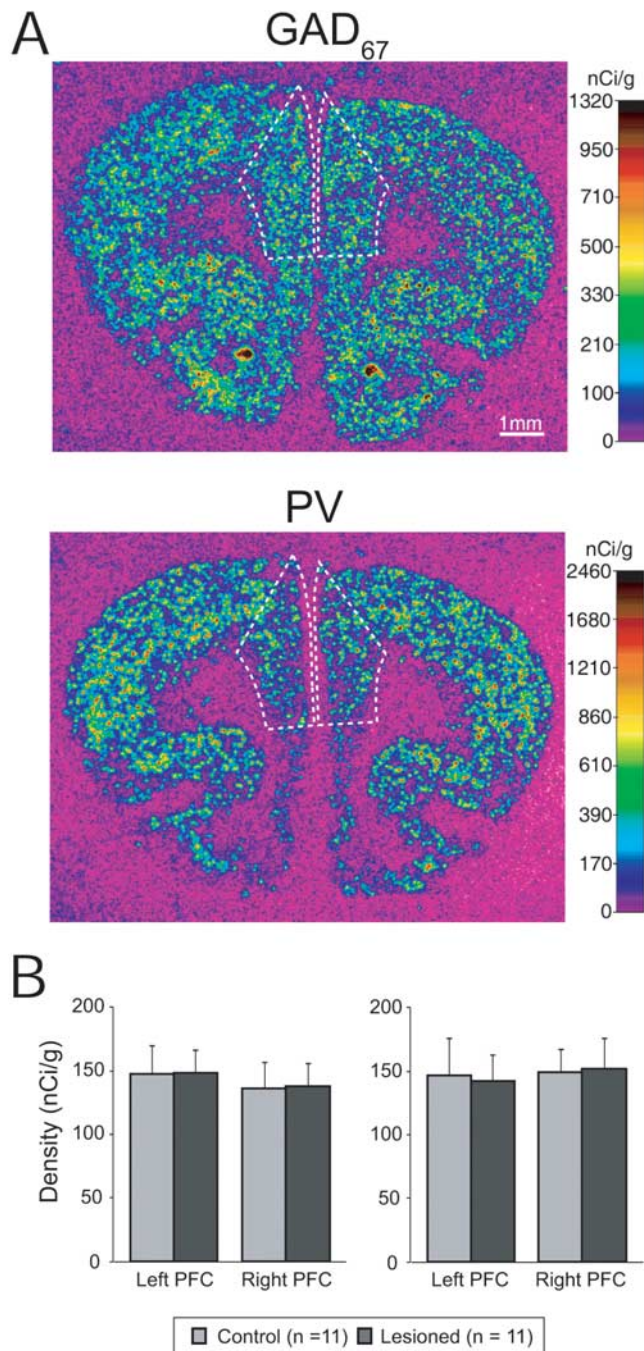 A
GAD67
nCi/g
1320
950
710
500
330
210
100
0
1mm
PV
nCi/g
2460
1680
1210
860
610
390
170
0
B
Density (nCi/g)
200
150
100
50
0
Left PFC Right PFC
200
150
100
50
0
Left PFC Right PFC
Control (n =11) Lesioned (n = 11)